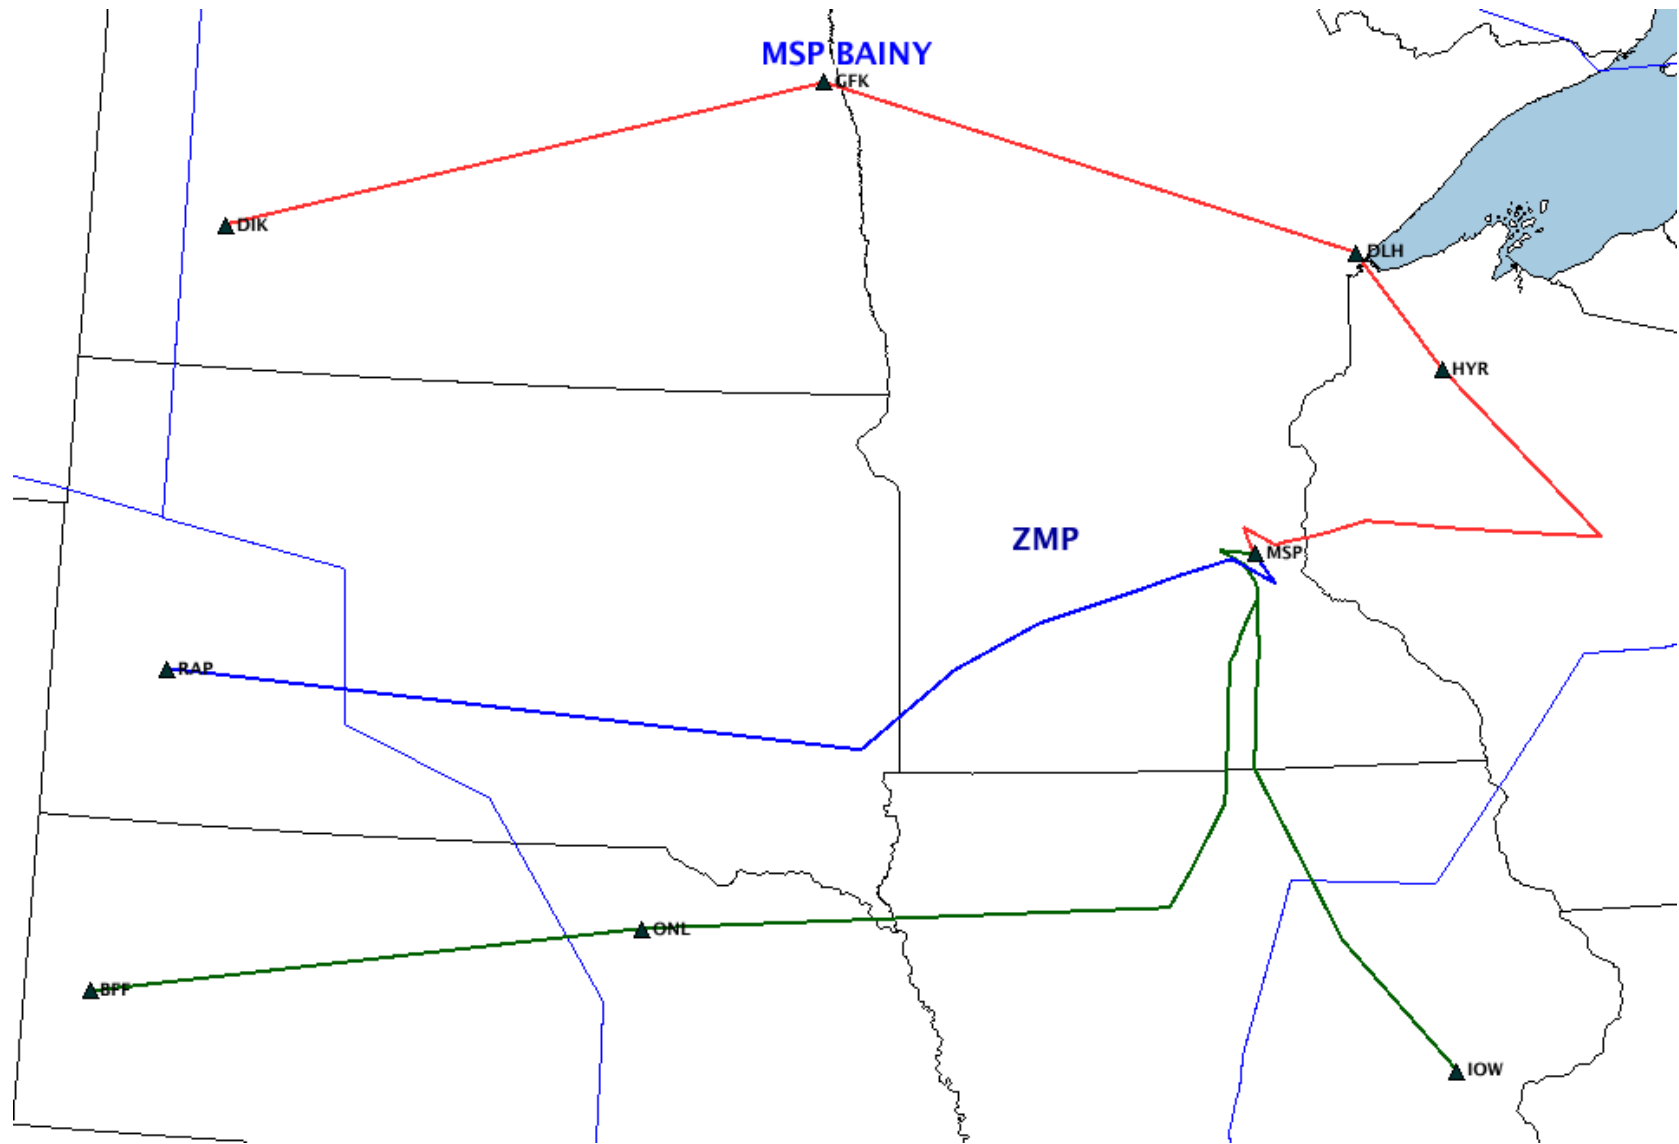 MSP BAINY
GFK
DIK
DLH
HYR
ZMP
MSP
RAP
ONL
BFF
IOW